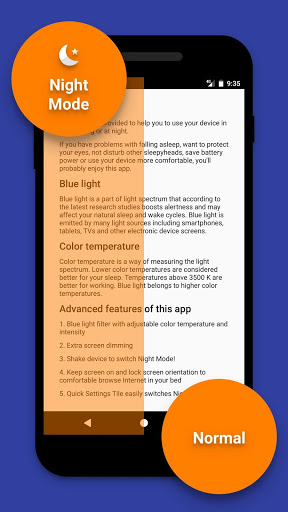 Night
Mode
9:35
provided to help you to use your device in
or at night.
If you have problems with falling asleep, want to protect
your eyes, not disturb other sleepyheads, save battery
power or use your device more comfortable, you'll
probably enjoy this app.
Blue light
Blue light is a part of light spectrum that according to
the latest research studies boosts alertness and may
affect your natural sleep and wake cycles. Blue light is
emitted by many light sources including smartphones,
tablets, TVs and other electronic device screens.
Color temperature
Color temperature is a way of measuring the light
spectrum. Lower color temperatures are considered
better for your sleep. Temperatures above 3500 K are
better for working. Blue light belongs to higher color
temperatures.
Advanced features of this app
1. Blue light filter with adjustable color temperature and
intensity
2. Extra screen dimming
3. Shake device to switch Night Mode!
4. Keep screen on and lock screen orientation to
comfortable browse Internet in your bed
5. Quick Settings Tile easily switches
Normal